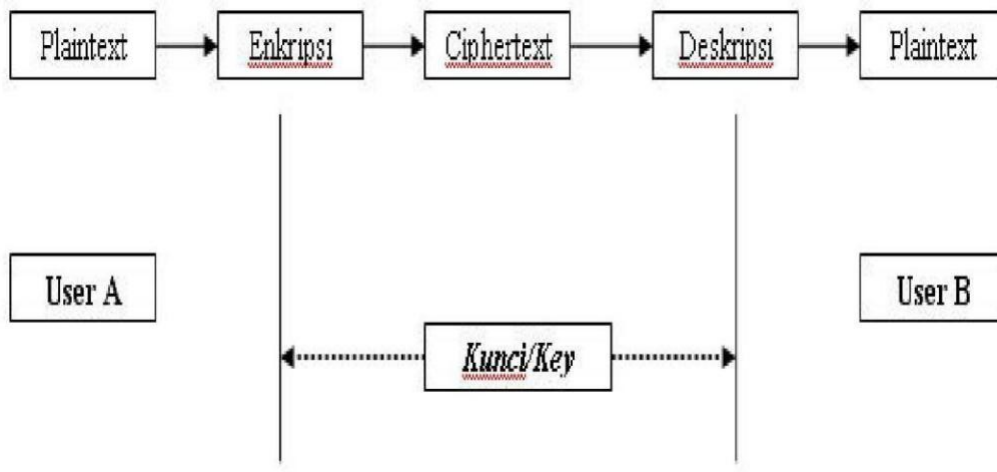 Plaintext
Enkripsi
Ciphertext
Deskripsi
Plaintext
User A
User B
Kunci/Key